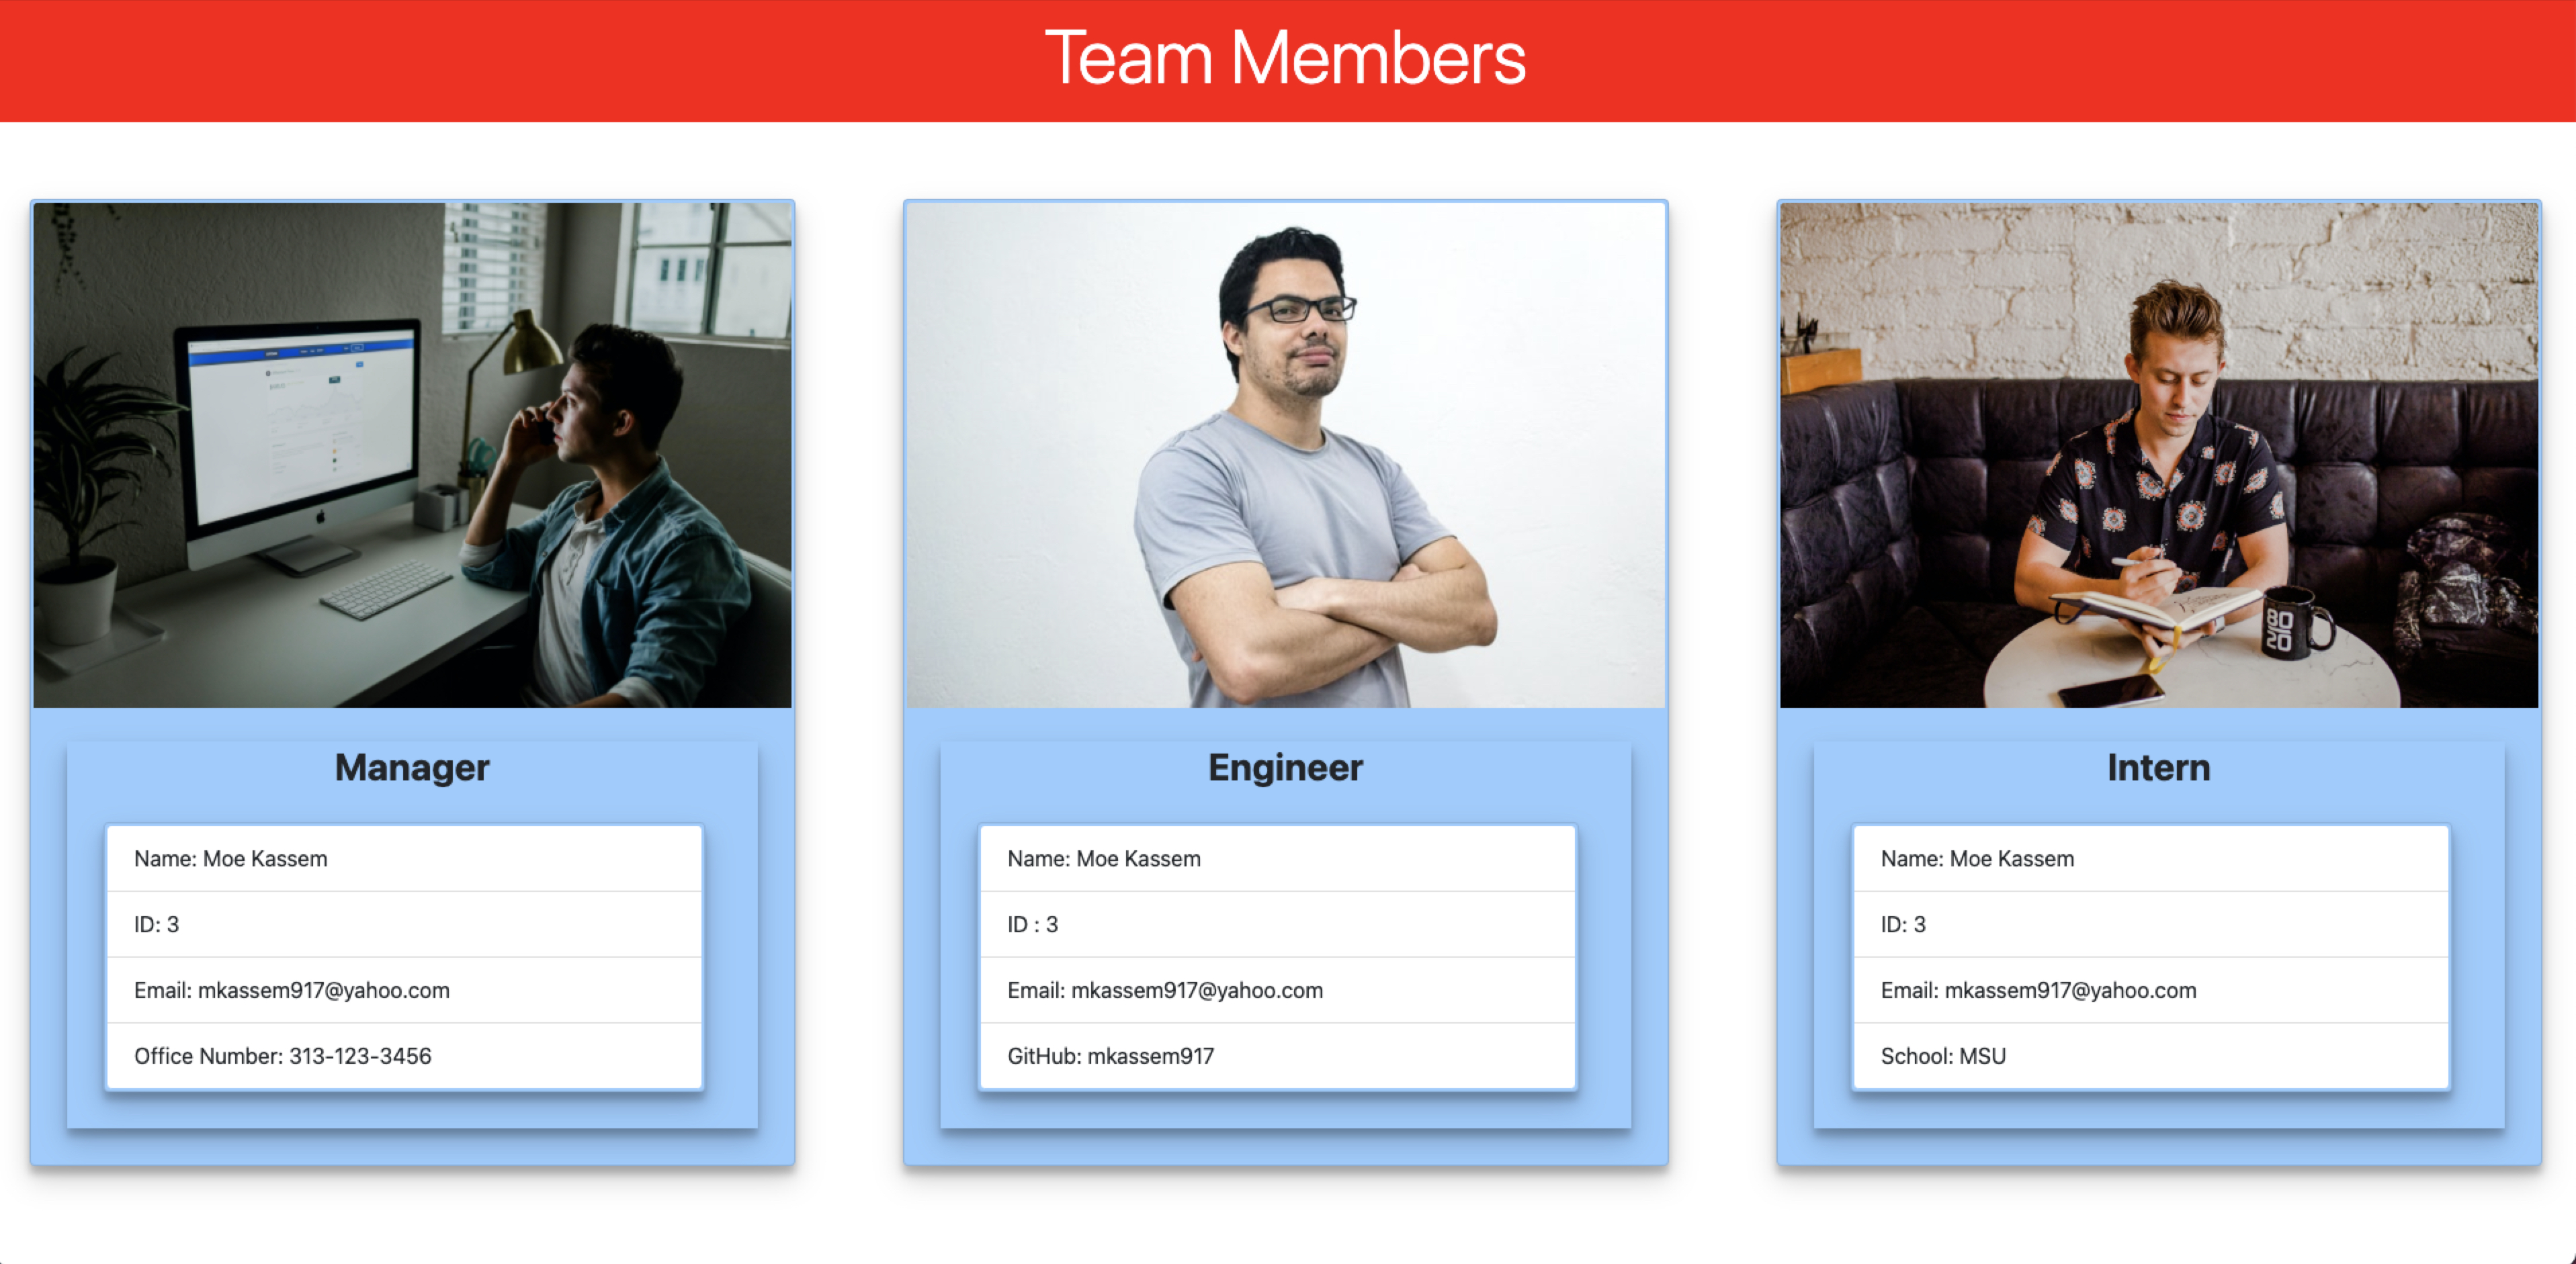 Team Members
80
20
Manager
Name: Moe Kassem
ID: 3
Email: mkassem917@yahoo.com
Office Number: 313-123-3456
Engineer
Name: Moe Kassem
ID : 3
Email: mkassem917@yahoo.com
GitHub: mkassem917
Intern
Name: Moe Kassem
ID: 3
Email: mkassem917@yahoo.com
School: MSU